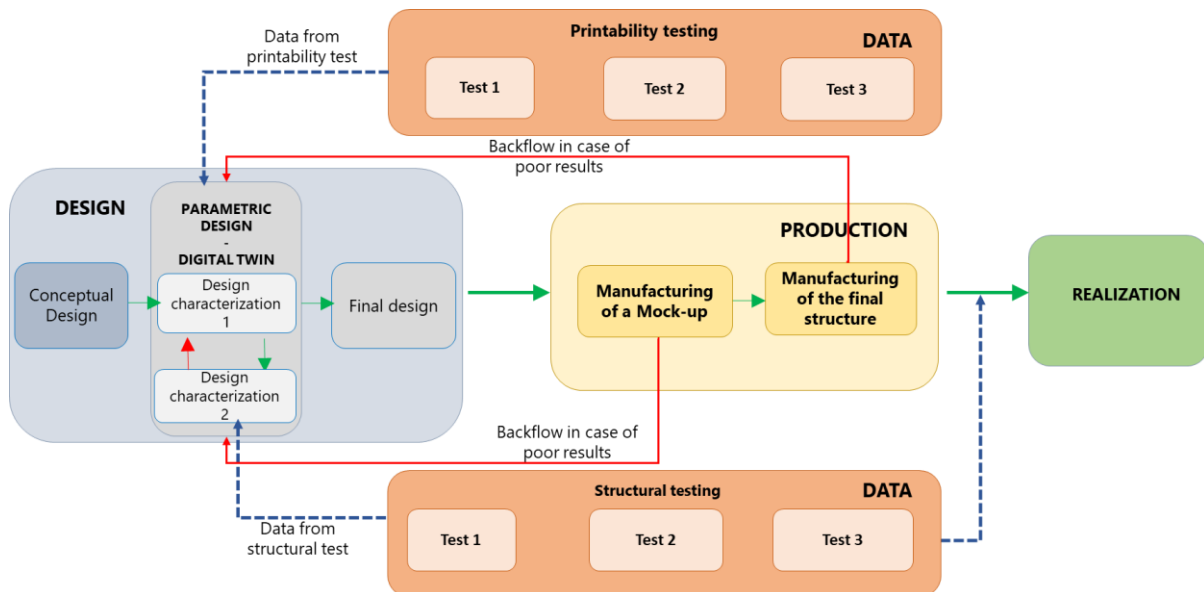 Data from
printability test
Printability testing
DATA
Test 1
Test 2
Test 3
Backflow in case of
poor results
DESIGN
PARAMETRIC
DESIGN
-
DIGITAL TWIN
Conceptual
Design
Design
characterization
1
Design
characterization
2
Final design
PRODUCTION
Manufacturing
of a Mock-up
Manufacturing
of the final
structure
REALIZATION
Backflow in case of
poor results
Data from
structural test
Structural testing
DATA
Test 1
Test 2
Test 3